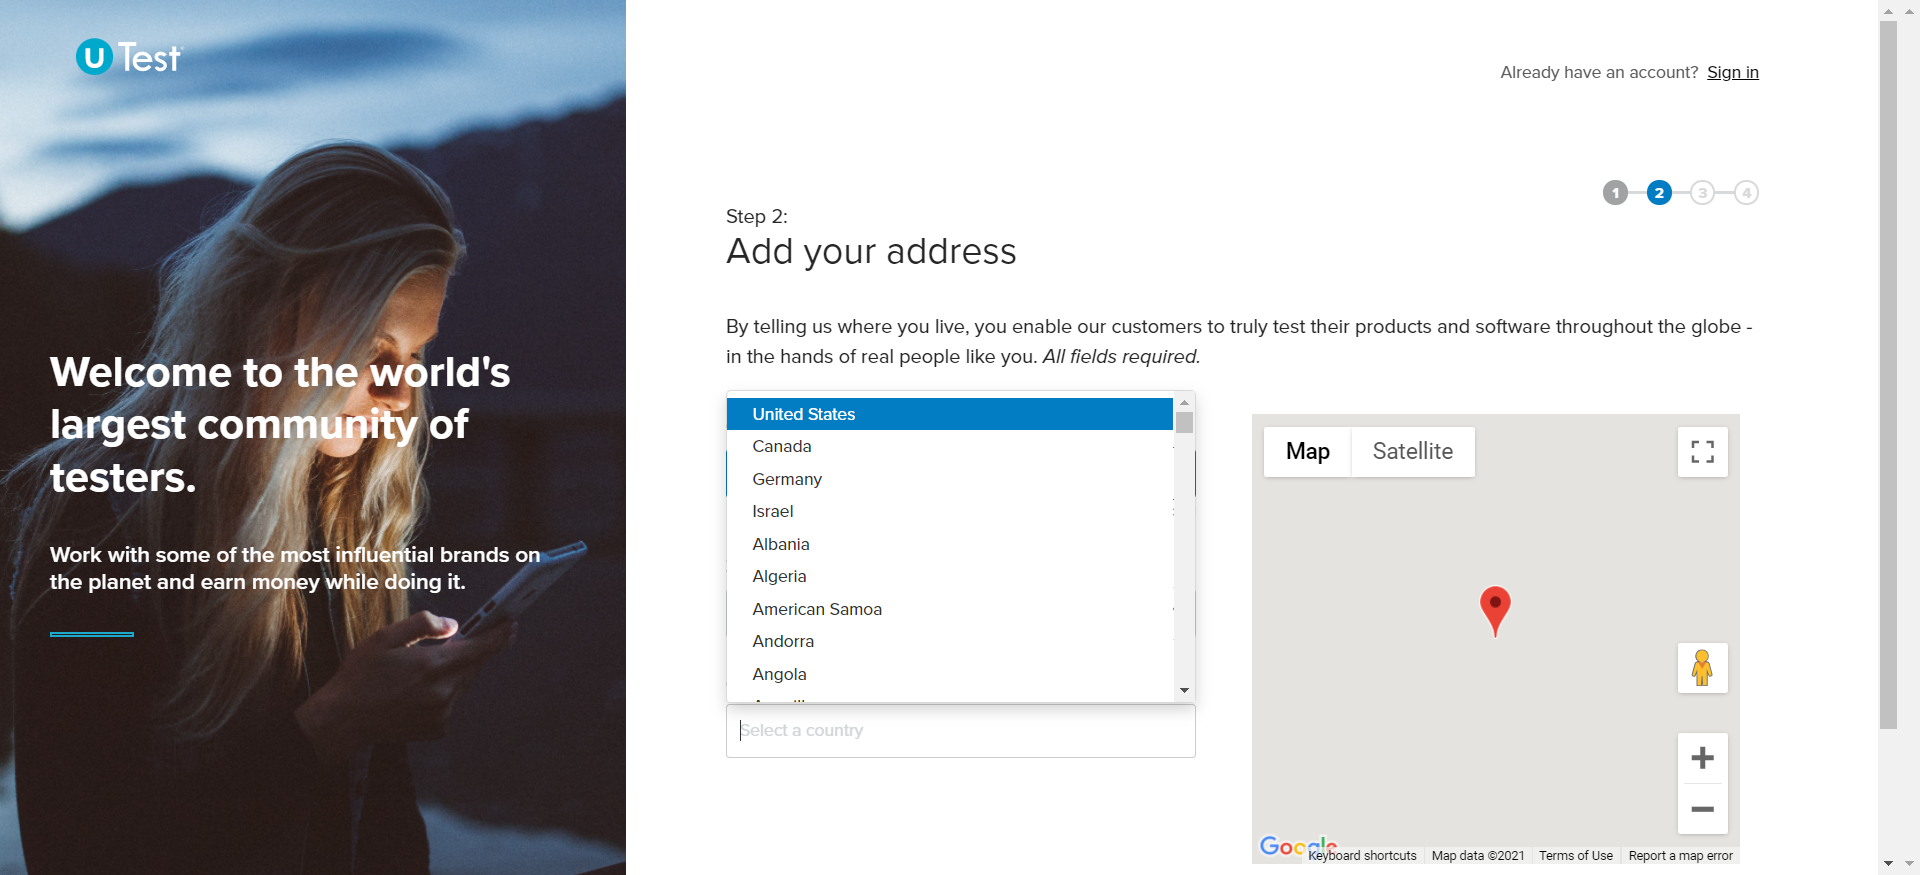 U Test
Already have an account? Sign in
1 2 3 4
Step 2:
Add your address
By telling us where you live, you enable our customers to truly test their products and software throughout the globe -
in the hands of real people like you. All fields required.
Welcome to the world's
largest community of
testers.
Work with some of the most influential brands on
the planet and earn money while doing it.
United States
Canada
Germany
Israel
Albania
Algeria
American Samoa
Andorra
Angola
Select a country
Map Satellite
Google
Keyboard shortcuts Map data ©2021 Terms of Use Report a map error